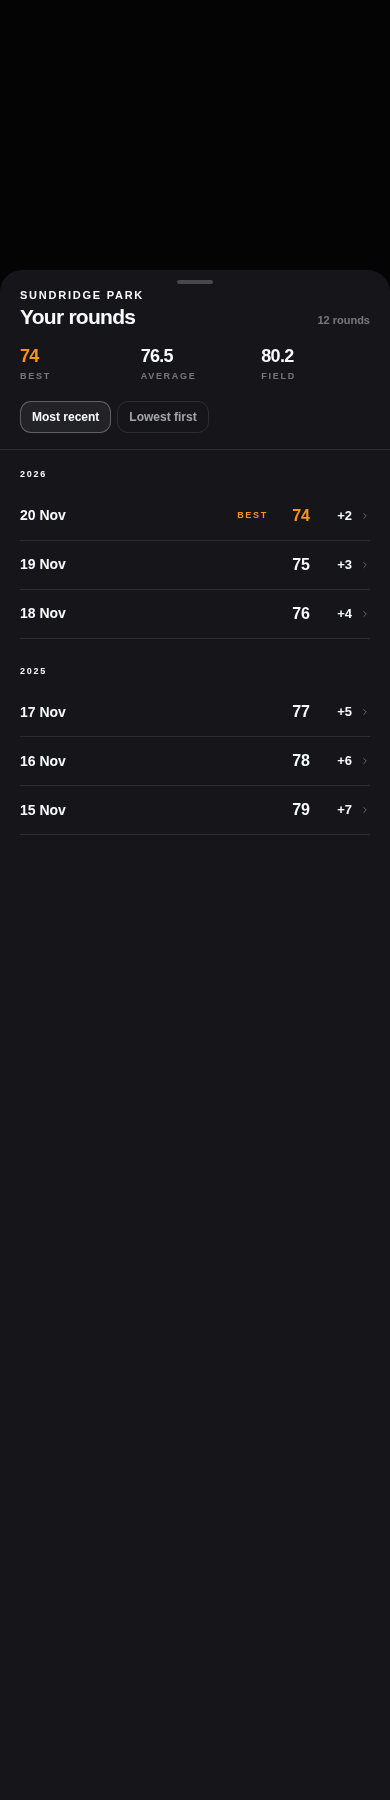 SUNDRIDGE PARK
Your rounds
12 rounds
74 76.5 80.2
BEST AVERAGE FIELD
Most recent Lowest first
2026
20 Nov BEST 74 +2 ›
19 Nov 75 +3 ›
18 Nov 76 +4 ›
2025
17 Nov 77 +5 ›
16 Nov 78 +6 ›
15 Nov 79 +7 ›